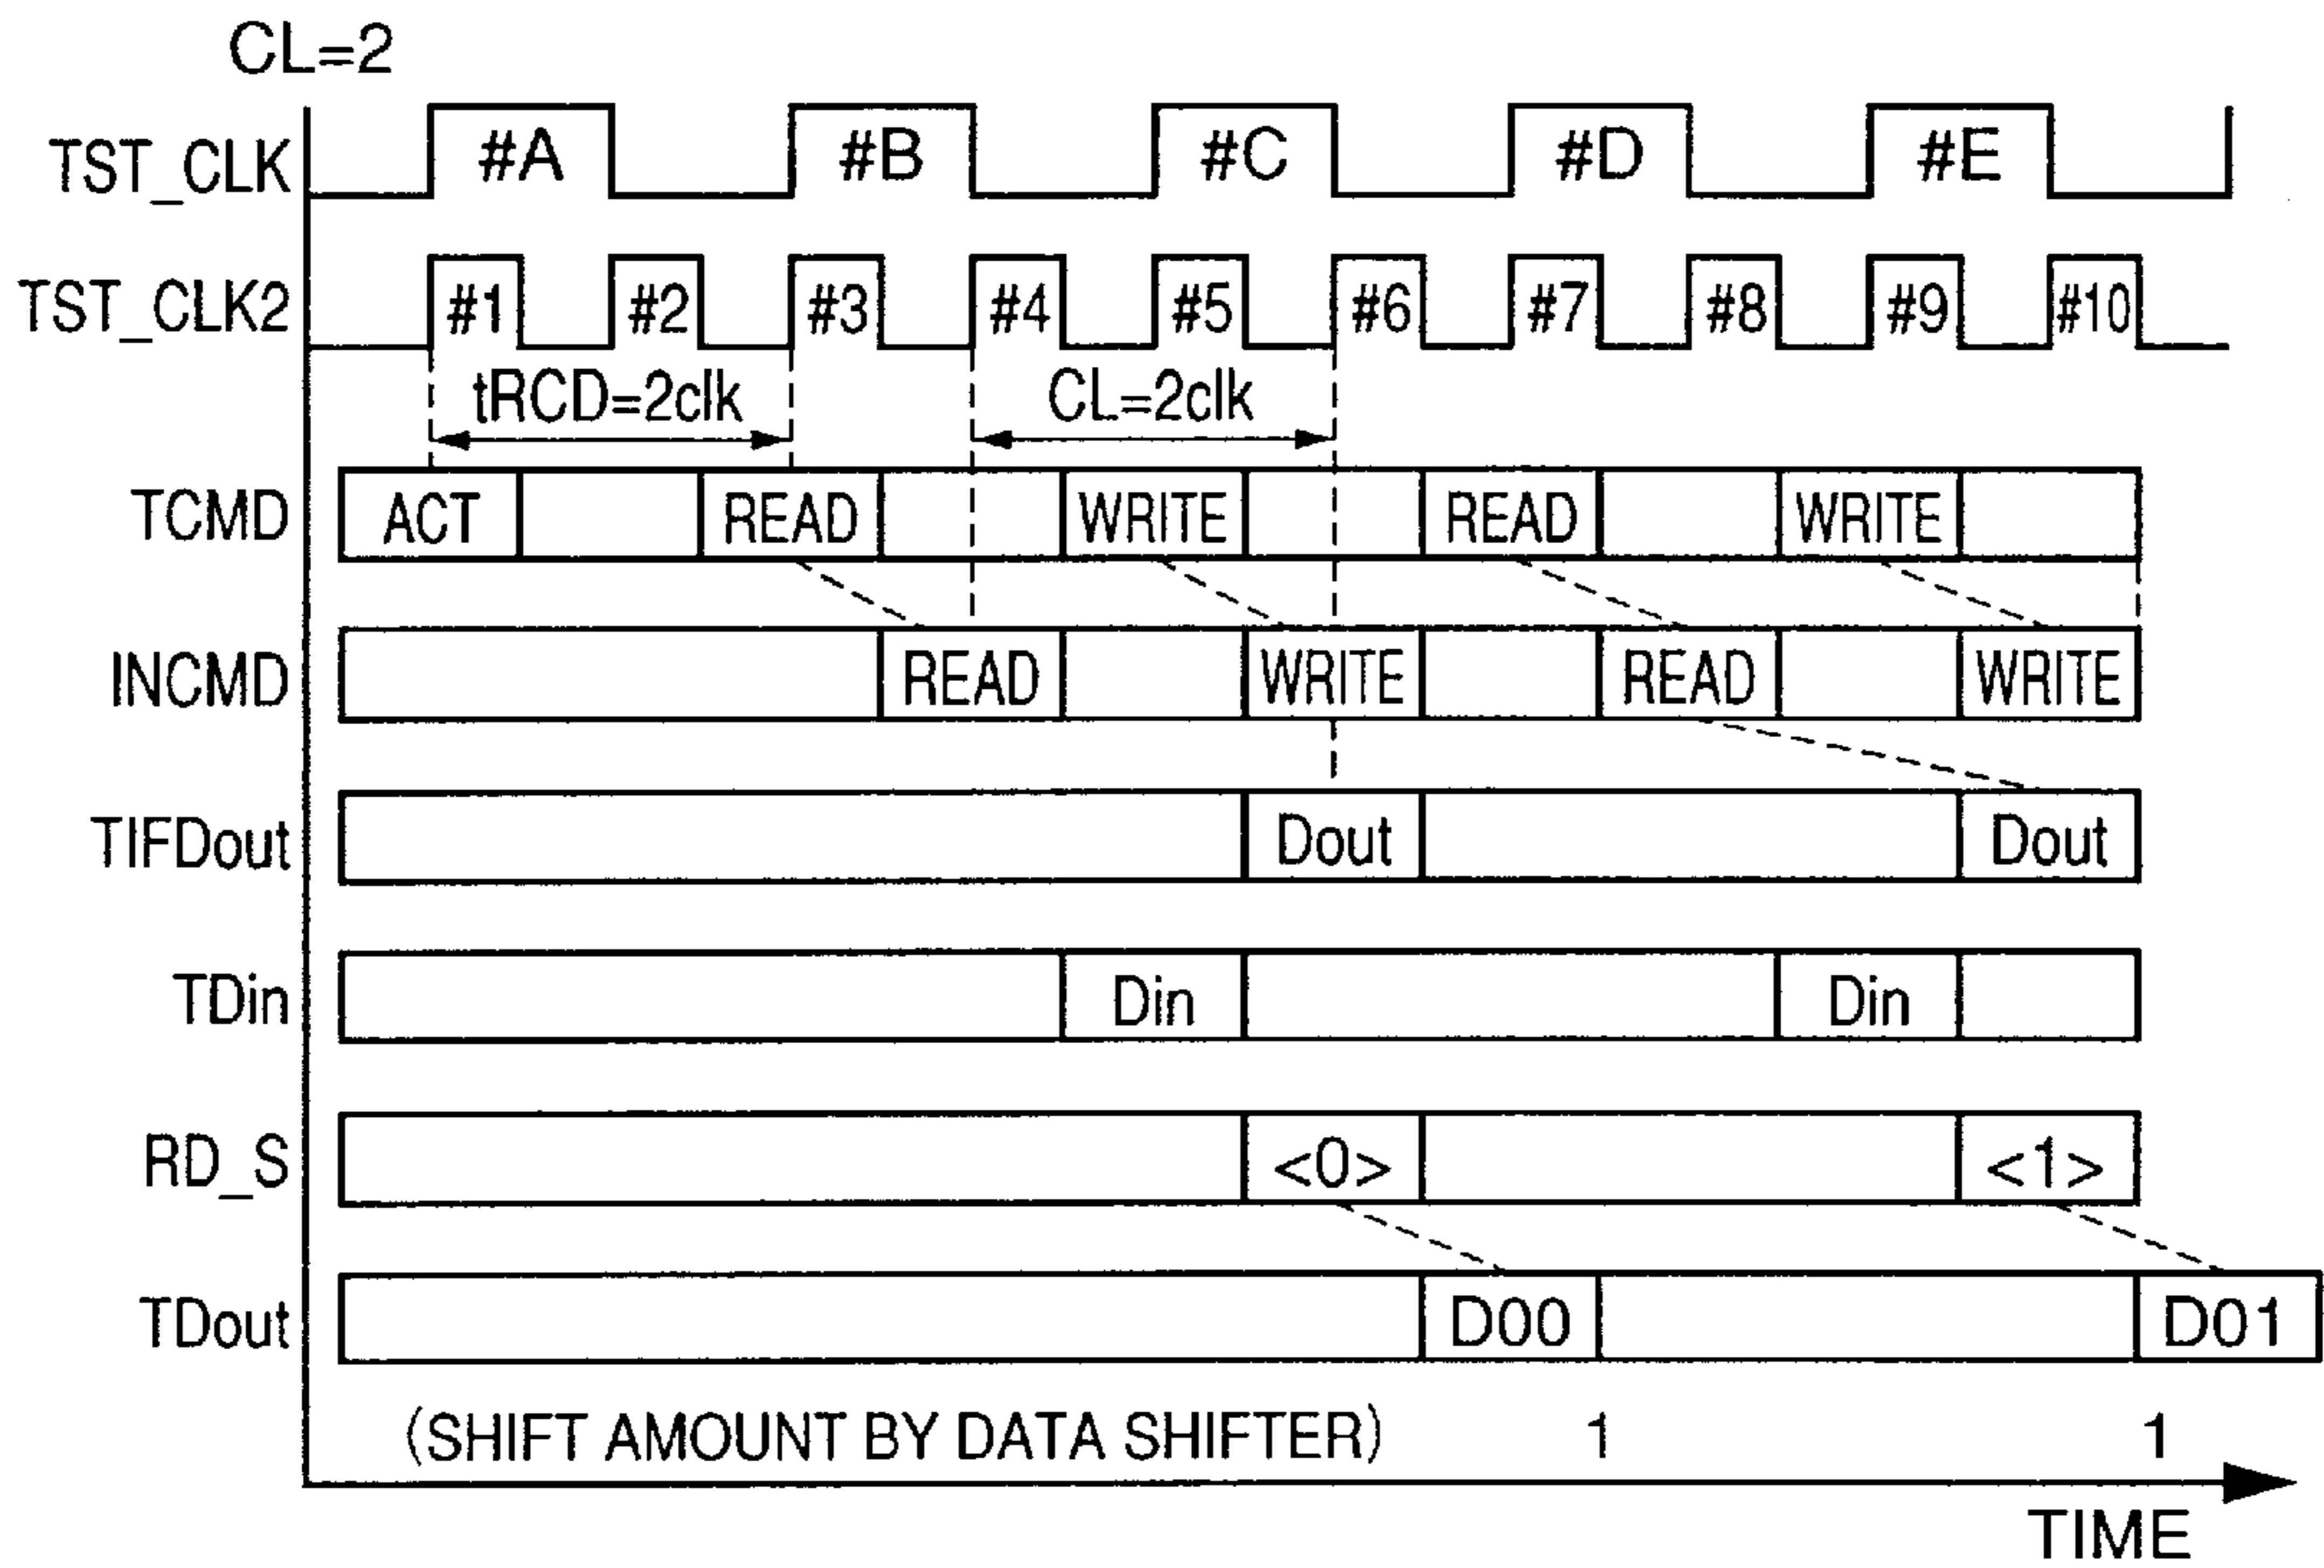 CL=2
TST_CLK #A #B #C #D #E
TST_CLK2 #1 #2 #3 #4 #5 #6 #7 #8 #9 #10
tRCD=2clk CL=2clk
TCMD ACT READ WRITE READ WRITE
INCMD READ WRITE READ WRITE
TIFDout Dout Dout
TDin Din Din
RD_S <0> <1>
TDout D00 D01
(SHIFT AMOUNT BY DATA SHIFTER) 1 1
TIME